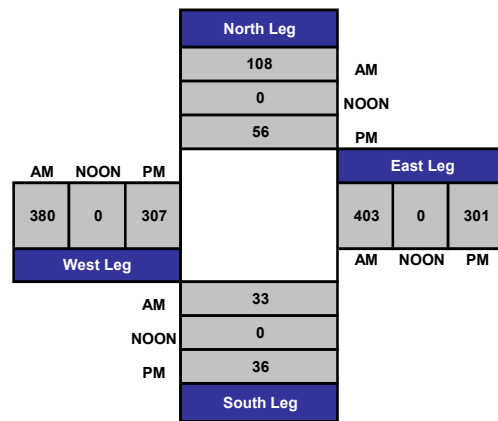 North Leg
108
AM
0
NOON
56
PM
AM NOON PM
East Leg
380 0 307
403 0 301
West Leg
AM NOON PM
AM
33
NOON
0
PM
36
South Leg